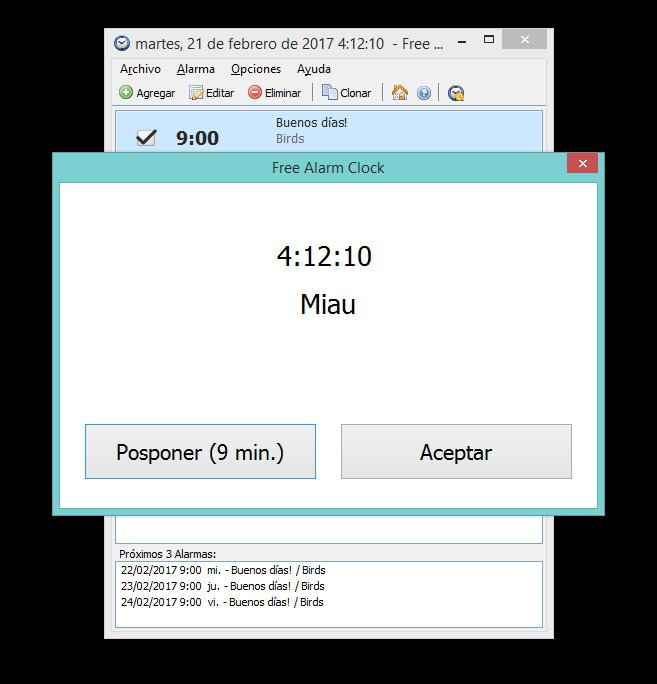 martes, 21 de febrero de 2017 4:12:10 - Free ...
Archivo Alarma Opciones Ayuda
Agregar Editar Eliminar Clonar
Buenos días!
9:00 Birds
Free Alarm Clock
4:12:10
Miau
Posponer (9 min.) Aceptar
Próximos 3 Alarmas:
22/02/2017 9:00 mi. - Buenos días! / Birds
23/02/2017 9:00 ju. - Buenos días! / Birds
24/02/2017 9:00 vi. - Buenos días! / Birds